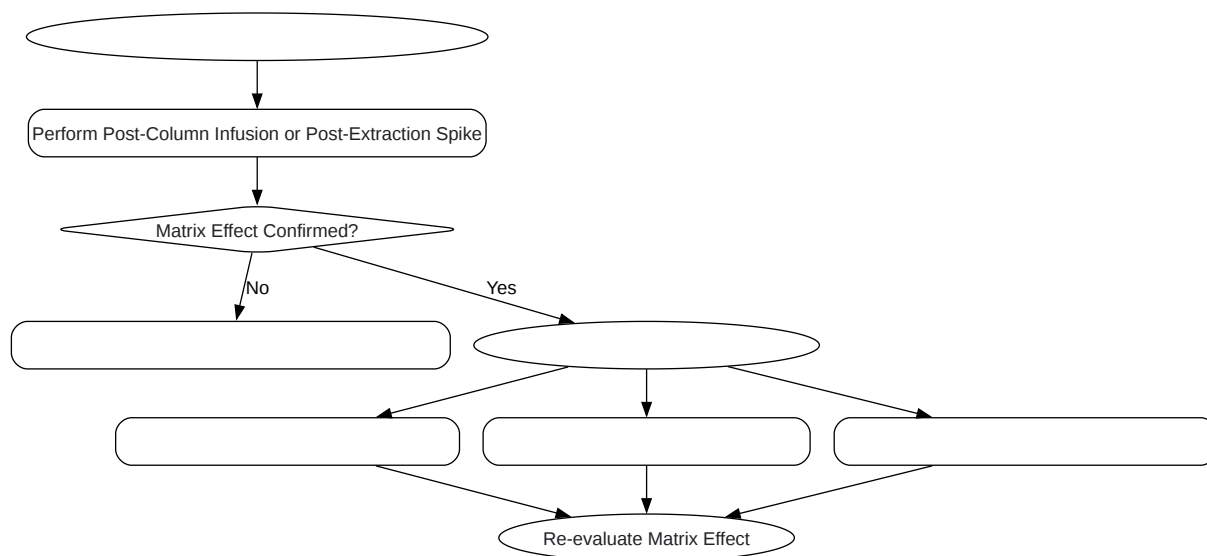 Perform Post-Column Infusion or Post-Extraction Spike
Matrix Effect Confirmed?
No
Yes
Re-evaluate Matrix Effect